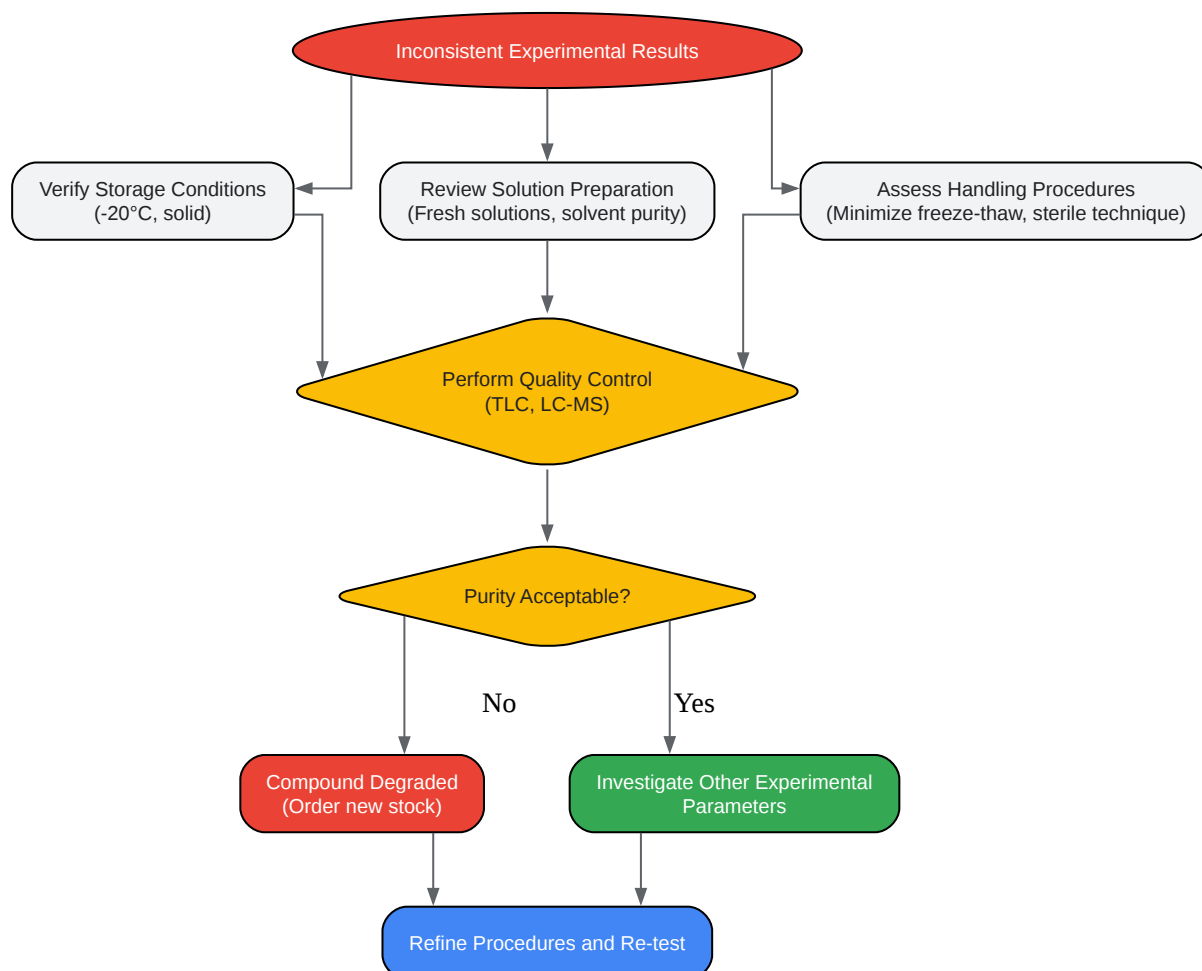 Inconsistent Experimental Results
Verify Storage Conditions
(-20°C, solid)
Review Solution Preparation
(Fresh solutions, solvent purity)
Assess Handling Procedures
(Minimize freeze-thaw, sterile technique)
Perform Quality Control
(TLC, LC-MS)
Purity Acceptable?
No
Yes
Compound Degraded
(Order new stock)
Investigate Other Experimental
Parameters
Refine Procedures and Re-test